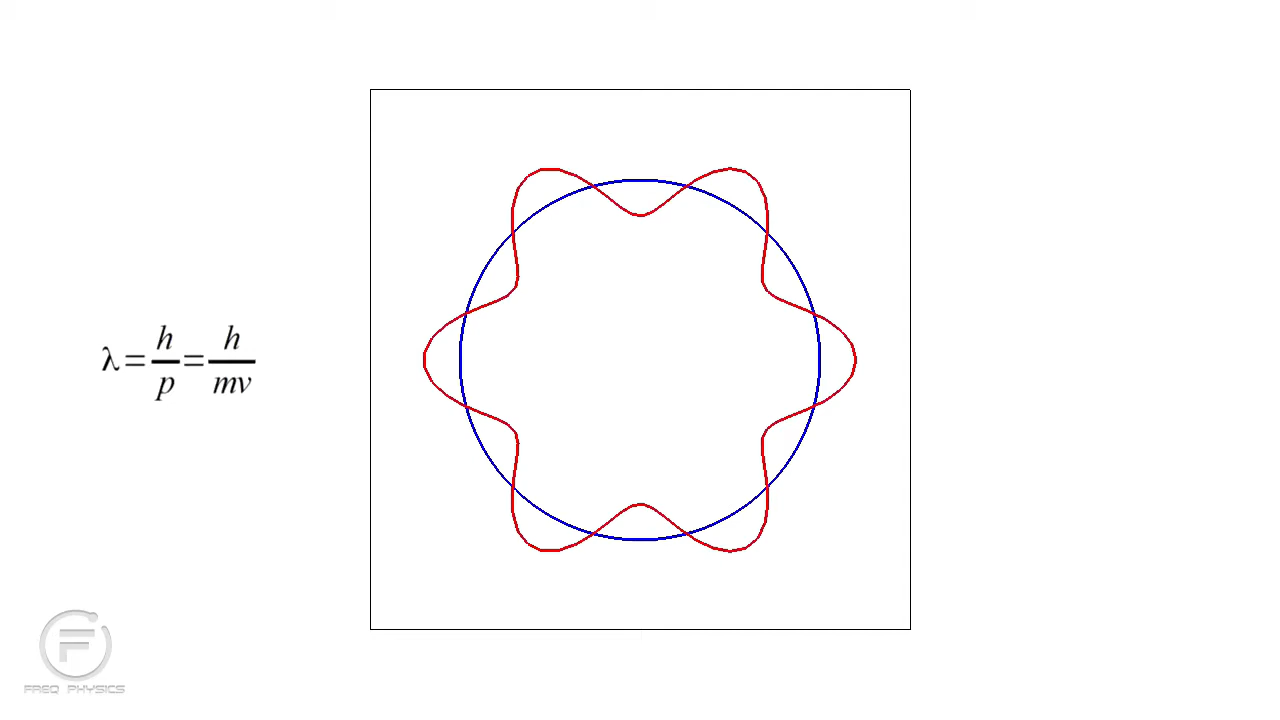 λ = h/p = h/mv
FREQ PHYSICS